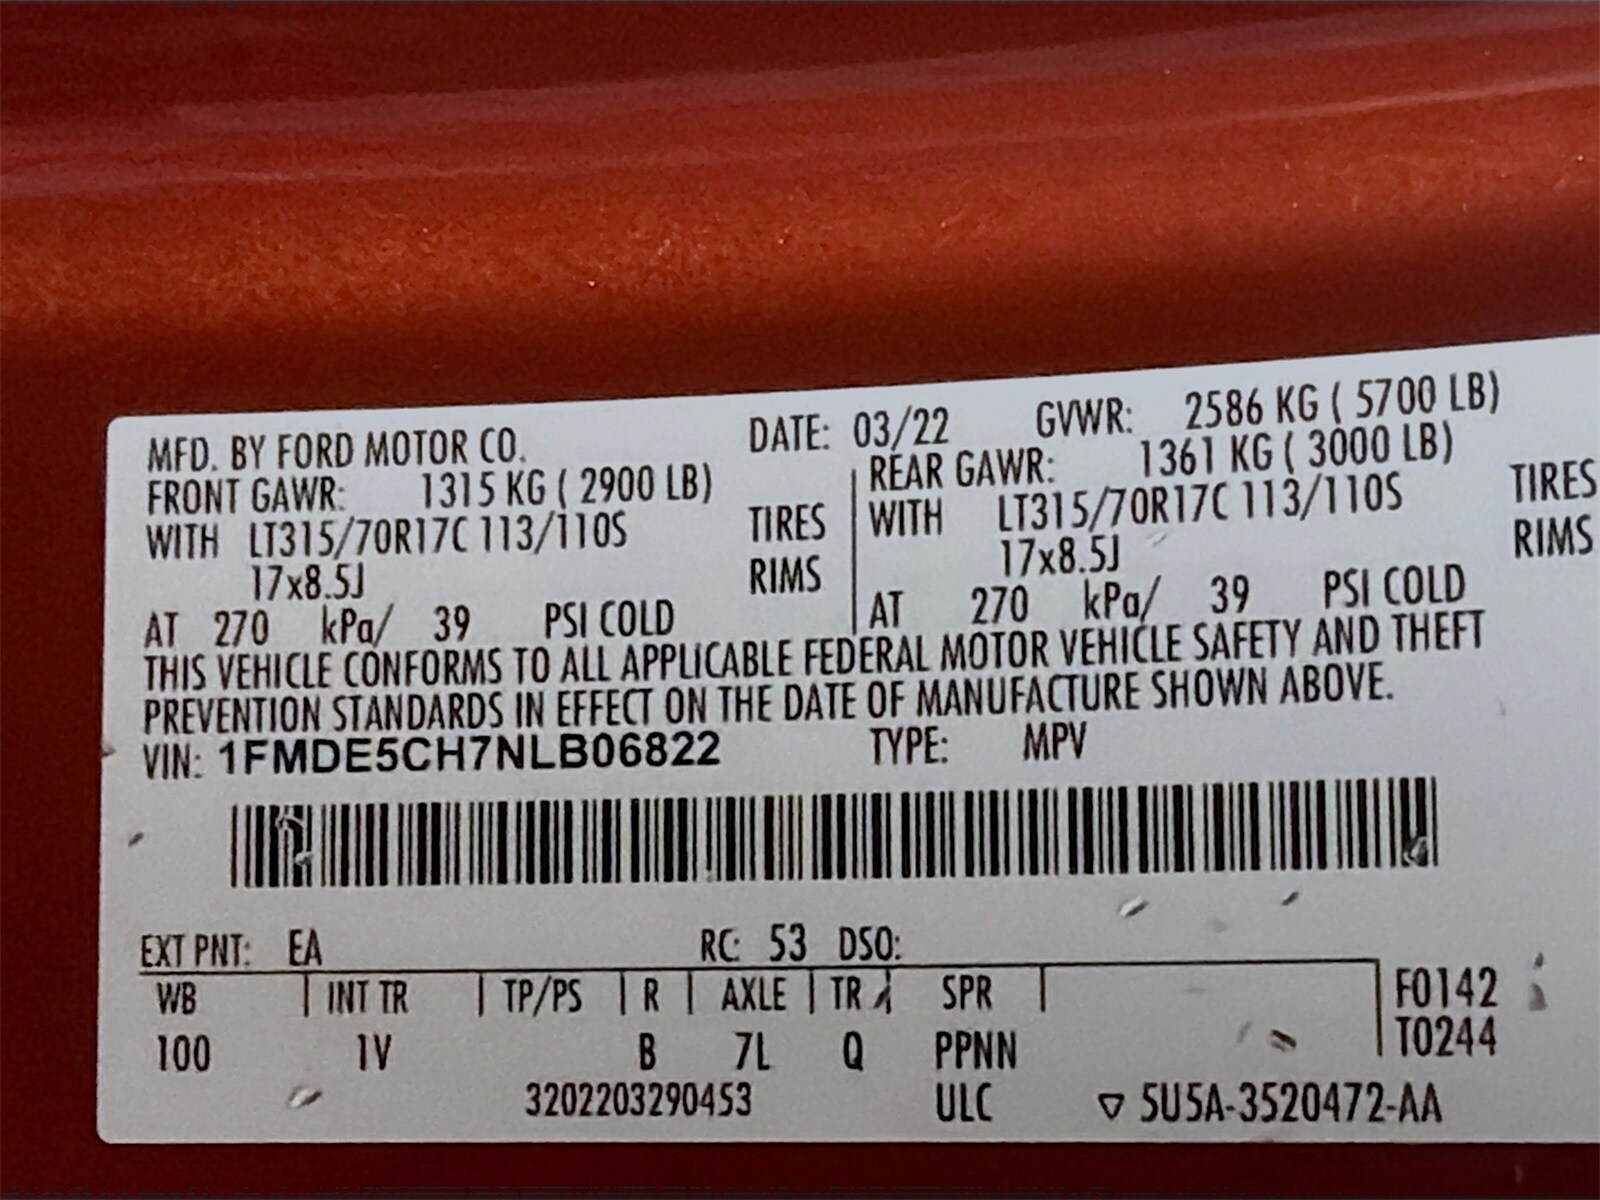 MFD. BY FORD MOTOR CO. DATE: 03/22 GVWR: 2586 KG ( 5700 LB)
FRONT GAWR: 1315 KG ( 2900 LB) REAR GAWR: 1361 KG ( 3000 LB)
WITH LT315/70R17C 113/110S TIRES WITH LT315/70R17C 113/110S TIRES
17x8.5J RIMS 17x8.5J RIMS
AT 270 kPa/ 39 PSI COLD AT 270 kPa/ 39 PSI COLD
THIS VEHICLE CONFORMS TO ALL APPLICABLE FEDERAL MOTOR VEHICLE SAFETY AND THEFT
PREVENTION STANDARDS IN EFFECT ON THE DATE OF MANUFACTURE SHOWN ABOVE.
VIN: 1FMDE5CH7NLB06822 TYPE: MPV
EXT PNT: EA RC: 53 DSO:
WB INT TR TP/PS R AXLE TR SPR F0142
100 1V B 7L Q PPNN T0244
3202203290453 ULC ▽ 5U5A-3520472-AA